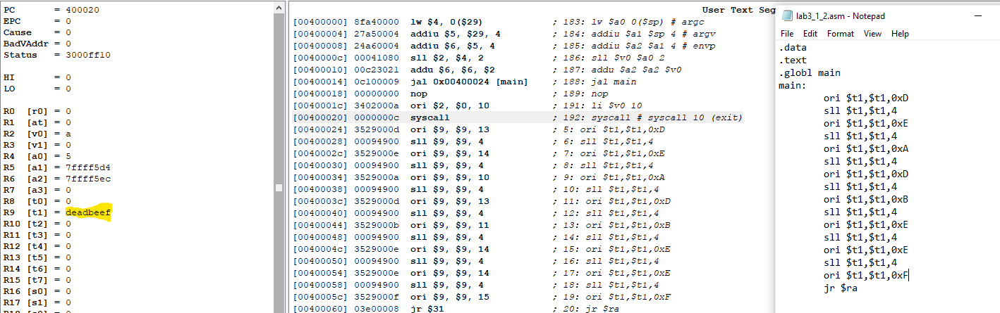 PC = 400020
EPC = 0
Cause = 0
BadVAddr = 0
Status = 3000ff10
HI = 0
LO = 0
R0 [r0] = 0
R1 [at] = 0
R2 [v0] = a
R3 [v1] = 0
R4 [a0] = 5
R5 [a1] = 7ffff5d4
R6 [a2] = 7ffff5ec
R7 [a3] = 0
R8 [t0] = 0
R9 [t1] = deadbeef
R10 [t2] = 0
R11 [t3] = 0
R12 [t4] = 0
R13 [t5] = 0
R14 [t6] = 0
R15 [t7] = 0
R16 [s0] = 0
R17 [s1] = 0
User Text Seg
[00400000] 8fa40000 lw $4, 0($29) ; 183: lw $a0 0($sp) # argc
[00400004] 27a50004 addiu $5, $29, 4 ; 184: addiu $a1 $sp 4 # argv
[00400008] 24a60004 addiu $6, $5, 4 ; 185: addiu $a2 $a1 4 # envp
[0040000c] 00041080 sll $2, $4, 2 ; 186: sll $v0 $a0 2
[00400010] 00c23021 addu $6, $6, $2 ; 187: addu $a2 $a2 $v0
[00400014] 0c100009 jal 0x00400024 [main] ; 188: jal main
[00400018] 00000000 nop ; 189: nop
[0040001c] 3402000a ori $2, $0, 10 ; 191: li $v0 10
[00400020] 0000000c syscall ; 192: syscall # syscall 10 (exit)
[00400024] 3529000d ori $9, $9, 13 ; 5: ori $t1,$t1,0xD
[00400028] 00094900 sll $9, $9, 4 ; 6: sll $t1,$t1,4
[0040002c] 3529000e ori $9, $9, 14 ; 7: ori $t1,$t1,0xE
[00400030] 00094900 sll $9, $9, 4 ; 8: sll $t1,$t1,4
[00400034] 3529000a ori $9, $9, 10 ; 9: ori $t1,$t1,0xA
[00400038] 00094900 sll $9, $9, 4 ; 10: sll $t1,$t1,4
[0040003c] 3529000d ori $9, $9, 13 ; 11: ori $t1,$t1,0xD
[00400040] 00094900 sll $9, $9, 4 ; 12: sll $t1,$t1,4
[00400044] 3529000b ori $9, $9, 11 ; 13: ori $t1,$t1,0xB
[00400048] 00094900 sll $9, $9, 4 ; 14: sll $t1,$t1,4
[0040004c] 3529000e ori $9, $9, 14 ; 15: ori $t1,$t1,0xE
[00400050] 00094900 sll $9, $9, 4 ; 16: sll $t1,$t1,4
[00400054] 3529000e ori $9, $9, 14 ; 17: ori $t1,$t1,0xE
[00400058] 00094900 sll $9, $9, 4 ; 18: sll $t1,$t1,4
[0040005c] 3529000f ori $9, $9, 15 ; 19: ori $t1,$t1,0xF
[00400060] 03e00008 jr $31 ; 20: jr $ra
lab3_1_2.asm - Notepad
File Edit Format View Help
.data
.text
.globl main
main:
ori $t1,$t1,0xD
sll $t1,$t1,4
ori $t1,$t1,0xE
sll $t1,$t1,4
ori $t1,$t1,0xA
sll $t1,$t1,4
ori $t1,$t1,0xD
sll $t1,$t1,4
ori $t1,$t1,0xB
sll $t1,$t1,4
ori $t1,$t1,0xE
sll $t1,$t1,4
ori $t1,$t1,0xE
sll $t1,$t1,4
ori $t1,$t1,0xF
jr $ra